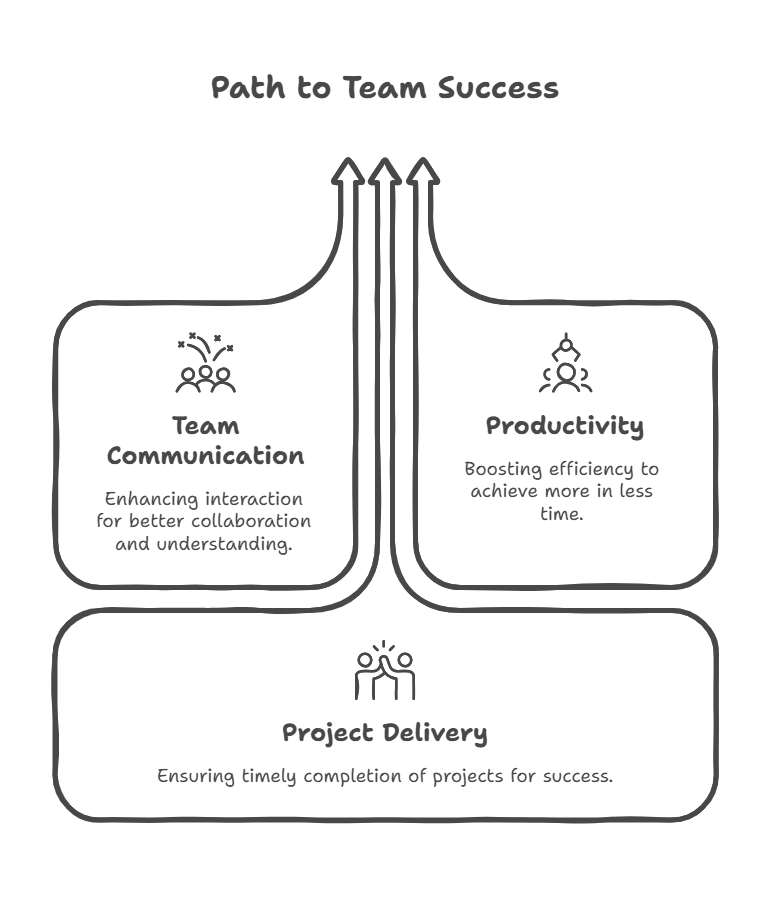 Path to Team Success
Team
Communication
Enhancing interaction
for better collaboration
and understanding.
Productivity
Boosting efficiency to
achieve more in less
time.
Project Delivery
Ensuring timely completion of projects for success.